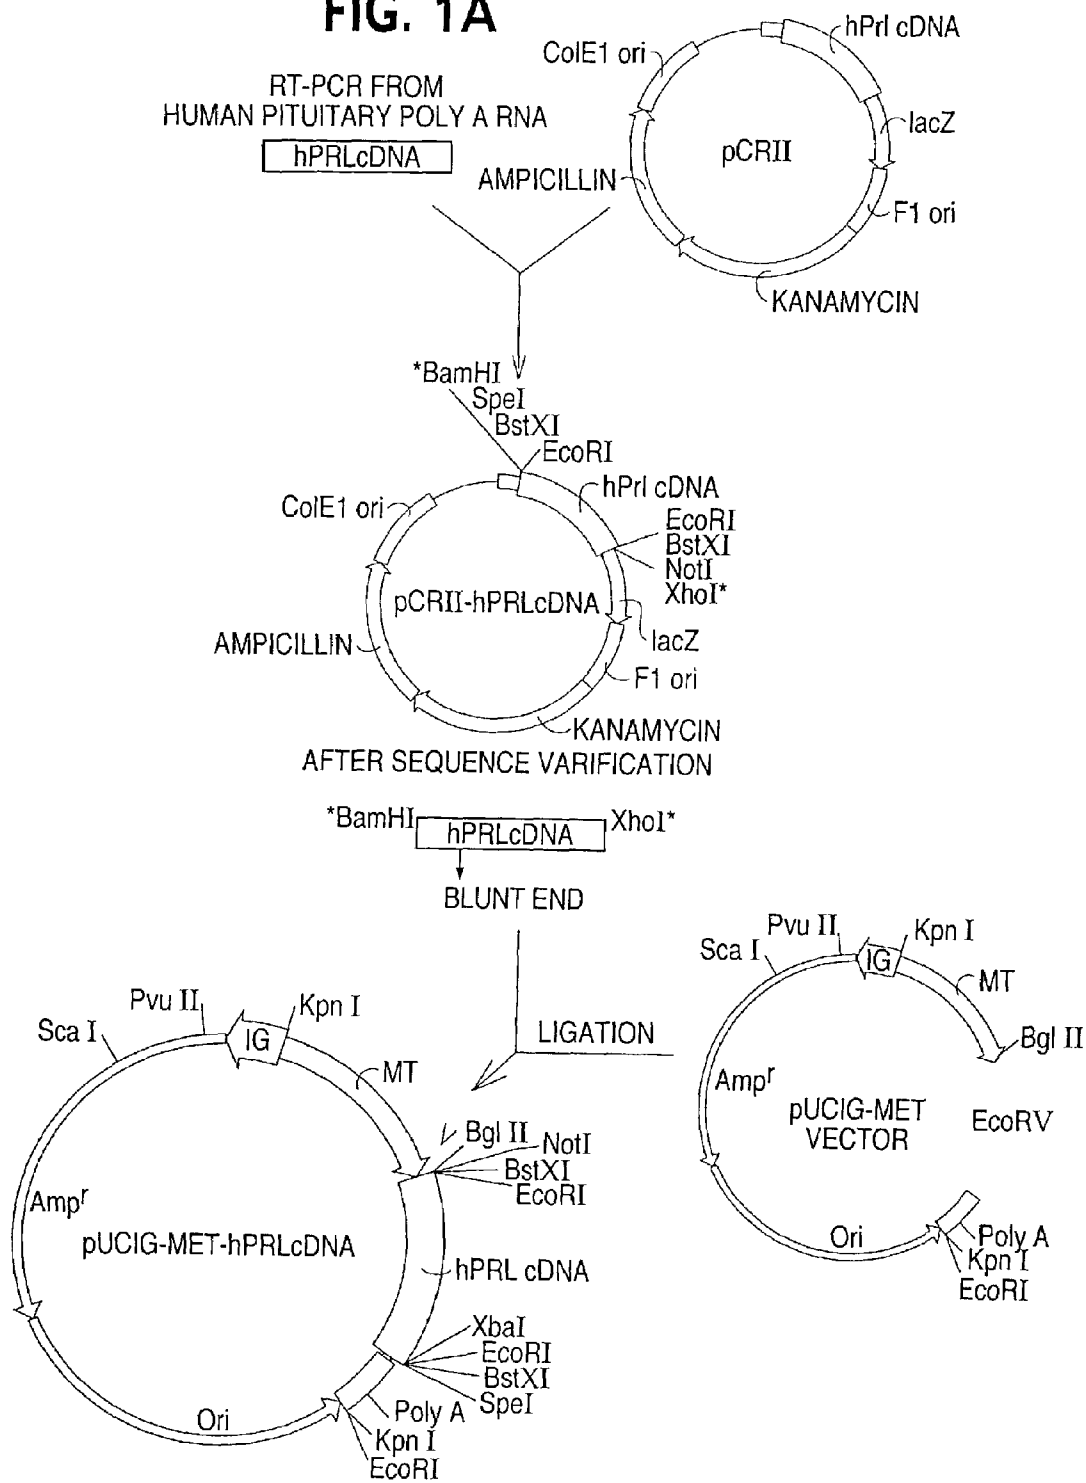 FIG. 1A
RT-PCR FROM
HUMAN PITUITARY POLY A RNA
hPRLcDNA
ColE1 ori
hPrl cDNA
lacZ
pCRII
AMPICILLIN
F1 ori
KANAMYCIN
*BamHI
SpeI
BstXI
EcoRI
hPrl cDNA
ColE1 ori
EcoRI
BstXI
NotI
XhoI*
pCRII-hPRLcDNA
lacZ
AMPICILLIN
F1 ori
KANAMYCIN
AFTER SEQUENCE VARIFICATION
*BamHI
hPRLcDNA
XhoI*
BLUNT END
LIGATION
Pvu II
Sca I
IG
Kpn I
MT
Bgl II
Ampr
pUCIG-MET
VECTOR
EcoRV
Ori
Poly A
Kpn I
EcoRI
Pvu II
Sca I
IG
Kpn I
MT
Bgl II
NotI
BstXI
EcoRI
Ampr
pUCIG-MET-hPRLcDNA
hPRL cDNA
XbaI
EcoRI
BstXI
SpeI
Ori
Poly A
Kpn I
EcoRI